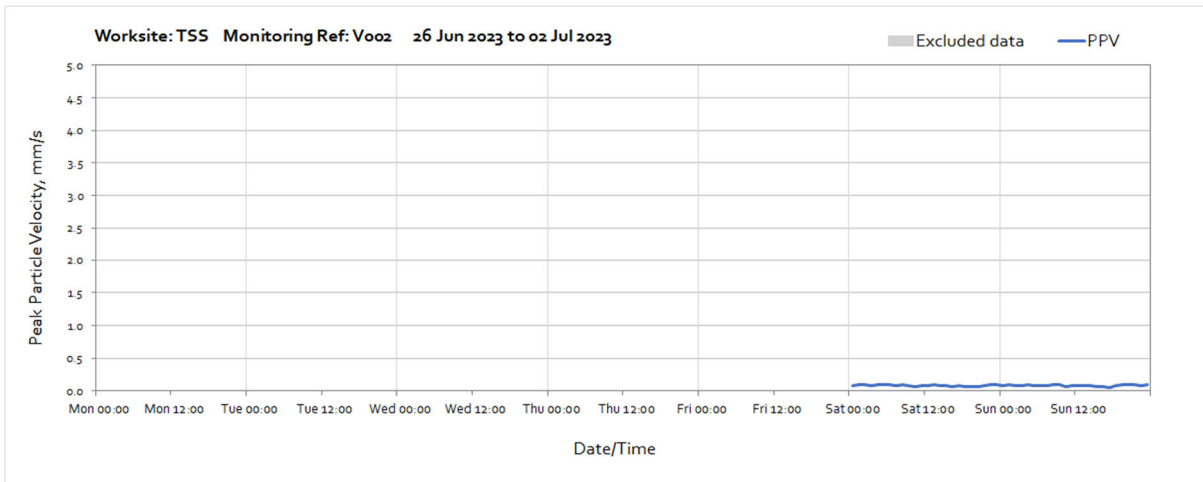 Worksite: TSS Monitoring Ref: V002 26 Jun 2023 to 02 Jul 2023
Excluded data PPV
5.0
4.5
4.0
3.5
3.0
2.5
2.0
1.5
1.0
0.5
0.0
Peak Particle Velocity, mm/s
Mon 00:00 Mon 12:00 Tue 00:00 Tue 12:00 Wed 00:00 Wed 12:00 Thu 00:00 Thu 12:00 Fri 00:00 Fri 12:00 Sat 00:00 Sat 12:00 Sun 00:00 Sun 12:00
Date/Time